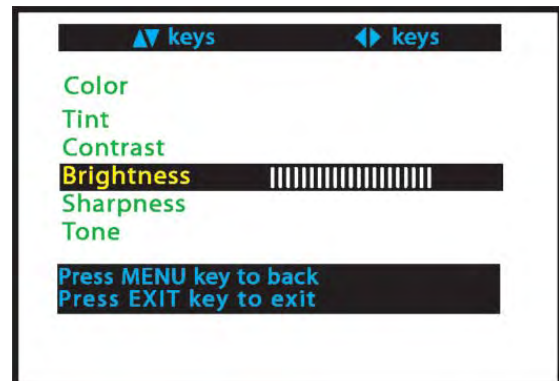 ▲▼ keys ◀▶ keys
Color
Tint
Contrast
Brightness
Sharpness
Tone
Press MENU key to back
Press EXIT key to exit